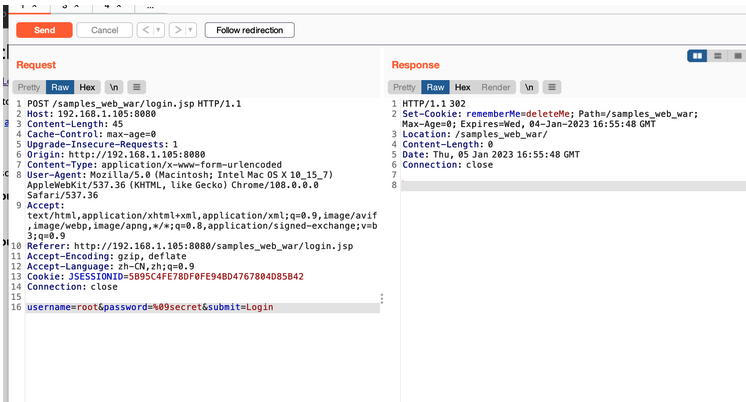 Send
Cancel
Follow redirection
Request
Pretty Raw Hex \n
1 POST /samples_web_war/login.jsp HTTP/1.1
2 Host: 192.168.1.105:8080
3 Content-Length: 45
4 Cache-Control: max-age=0
5 Upgrade-Insecure-Requests: 1
6 Origin: http://192.168.1.105:8080
7 Content-Type: application/x-www-form-urlencoded
8 User-Agent: Mozilla/5.0 (Macintosh; Intel Mac OS X 10_15_7)
AppleWebKit/537.36 (KHTML, like Gecko) Chrome/108.0.0.0
Safari/537.36
9 Accept:
text/html,application/xhtml+xml,application/xml;q=0.9,image/avif
,image/webp,image/apng,*/*;q=0.8,application/signed-exchange;v=b
3;q=0.9
10 Referer: http://192.168.1.105:8080/samples_web_war/login.jsp
11 Accept-Encoding: gzip, deflate
12 Accept-Language: zh-CN,zh;q=0.9
13 Cookie: JSESSIONID=5B95C4FE78DF0FE94BD4767804D85B42
14 Connection: close
15
16 username=root&password=%09secret&submit=Login
Response
Pretty Raw Hex Render \n
1 HTTP/1.1 302
2 Set-Cookie: rememberMe=deleteMe; Path=/samples_web_war;
Max-Age=0; Expires=Wed, 04-Jan-2023 16:55:48 GMT
3 Location: /samples_web_war/
4 Content-Length: 0
5 Date: Thu, 05 Jan 2023 16:55:48 GMT
6 Connection: close
7
8